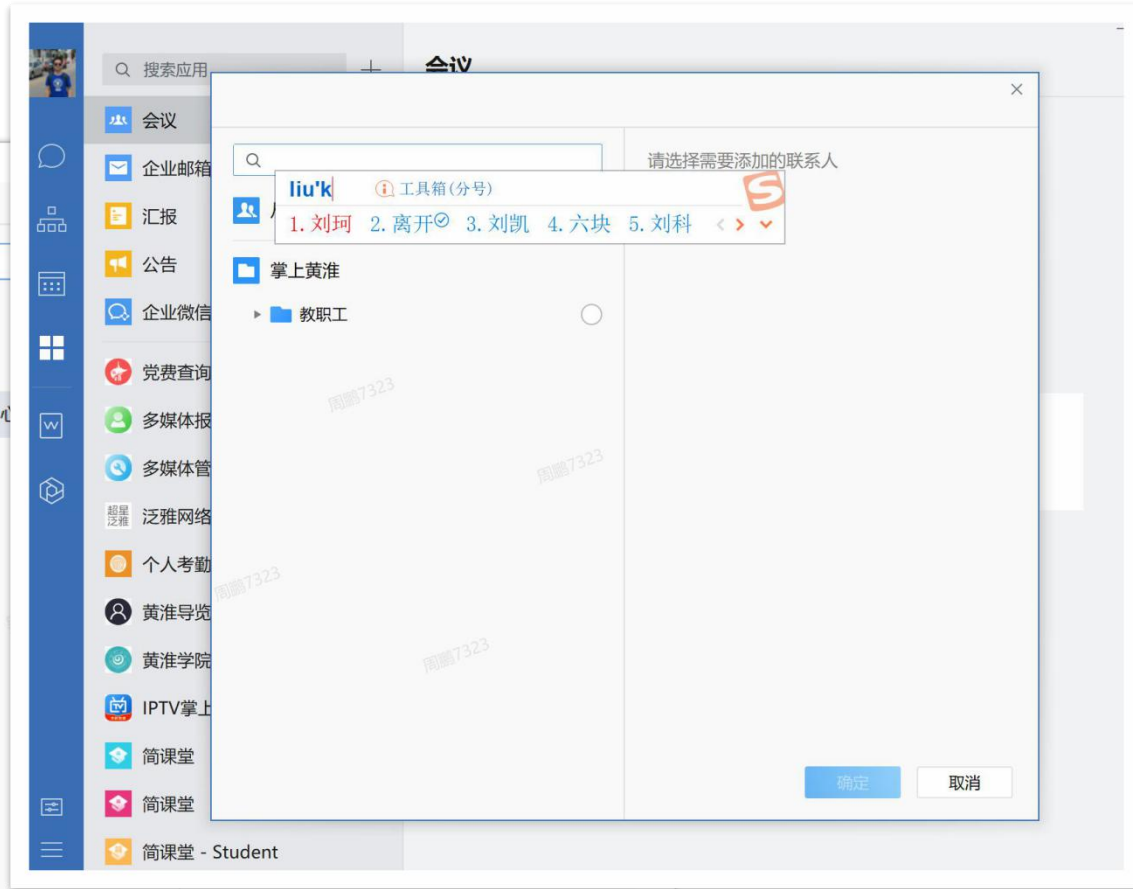 搜索应用
会议
会议
企业邮箱
汇报
公告
企业微信
党费查询
多媒体报
多媒体管
超星
泛雅
泛雅网络
个人考勤
黄淮导览
黄淮学院
IPTV掌上
简课堂
简课堂
简课堂 - Student
liu'k
工具箱(分号)
1.刘珂 2.离开 3.刘凯 4.六块 5.刘科
掌上黄淮
教职工
请选择需要添加的联系人
周鹏7323
周鹏7323
周鹏7323
周鹏7323
确定
取消